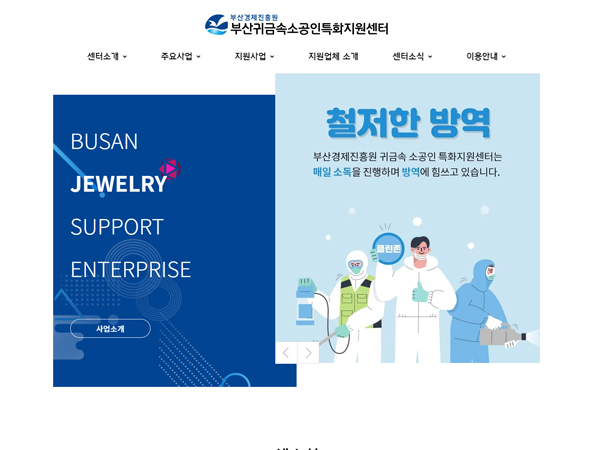 부산경제진흥원
부산귀금속소공인특화지원센터
센터소개 주요사업 지원사업 지원업체 소개 센터소식 이용안내
BUSAN
JEWELRY
SUPPORT
ENTERPRISE
사업소개
철저한 방역
부산경제진흥원 귀금속 소공인 특화지원센터는
매일 소독을 진행하며 방역에 힘쓰고 있습니다.
클린존